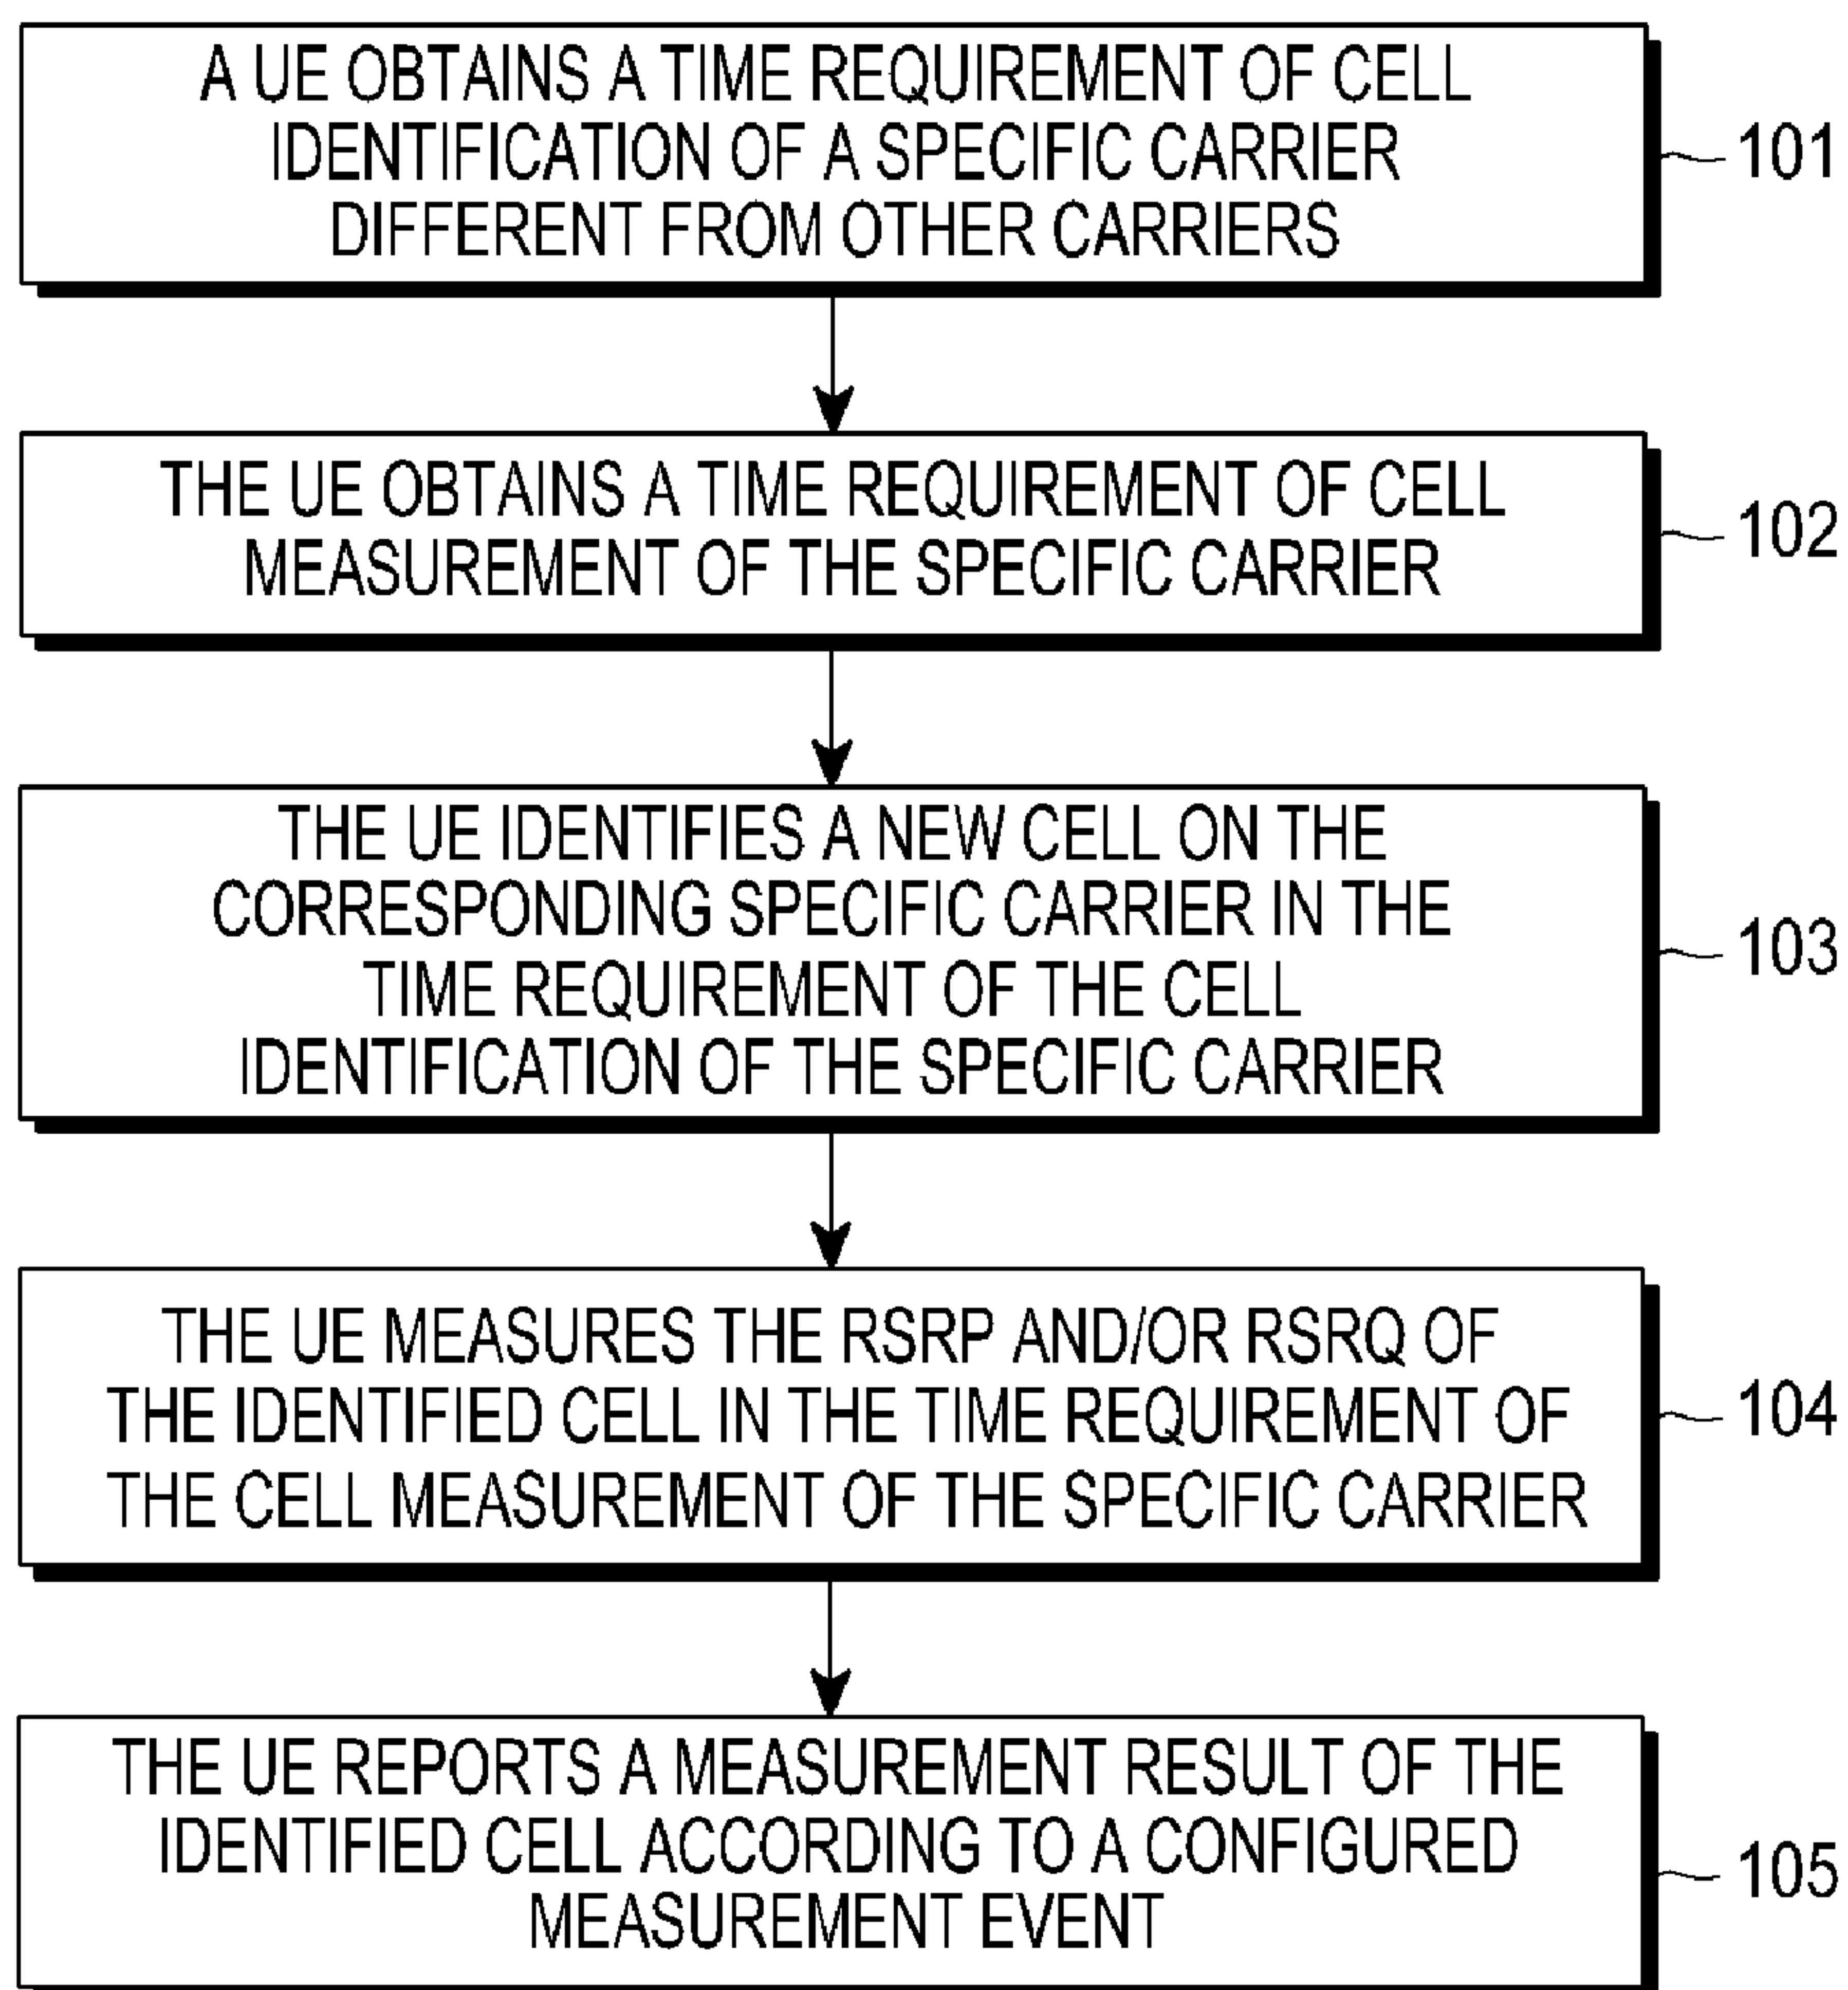 A UE OBTAINS A TIME REQUIREMENT OF CELL
IDENTIFICATION OF A SPECIFIC CARRIER
DIFFERENT FROM OTHER CARRIERS
101
THE UE OBTAINS A TIME REQUIREMENT OF CELL
MEASUREMENT OF THE SPECIFIC CARRIER
102
THE UE IDENTIFIES A NEW CELL ON THE
CORRESPONDING SPECIFIC CARRIER IN THE
TIME REQUIREMENT OF THE CELL
IDENTIFICATION OF THE SPECIFIC CARRIER
103
THE UE MEASURES THE RSRP AND/OR RSRQ OF
THE IDENTIFIED CELL IN THE TIME REQUIREMENT OF
THE CELL MEASUREMENT OF THE SPECIFIC CARRIER
104
THE UE REPORTS A MEASUREMENT RESULT OF THE
IDENTIFIED CELL ACCORDING TO A CONFIGURED
MEASUREMENT EVENT
105